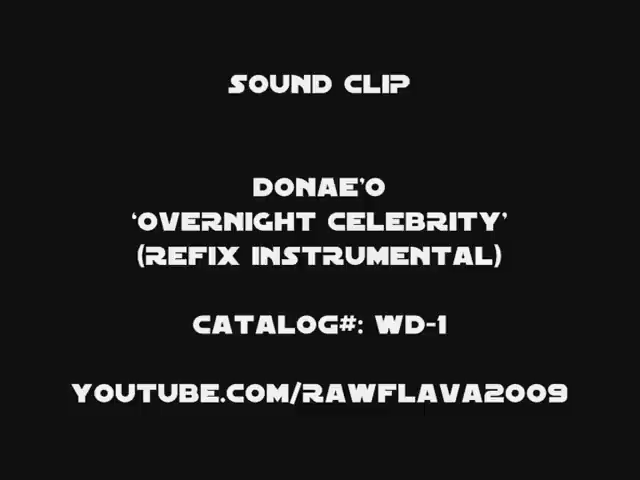 SOUND CLIP
DONAE'O
'OVERNIGHT CELEBRITY'
(REFIX INSTRUMENTAL)
CATALOG#: WD-1
YOUTUBE.COM/RAWFLAVA2009